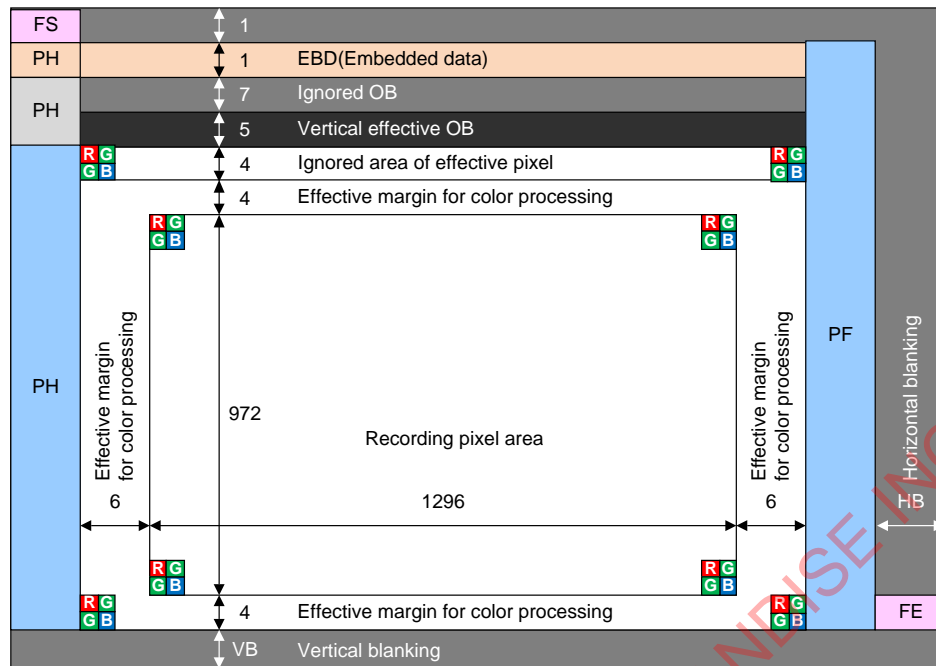 FS
1
PH
1
EBD(Embedded data)
PH
7
Ignored OB
5
Vertical effective OB
R G
G B
4
Ignored area of effective pixel
R G
G B
4
Effective margin for color processing
R G
G B
R G
G B
PH
Effective margin
for color processing
6
972
Recording pixel area
1296
Effective margin
for color processing
6
PF
Horizontal blanking
HB
R G
G B
R G
G B
R G
G B
4
Effective margin for color processing
R G
G B
FE
VB
Vertical blanking